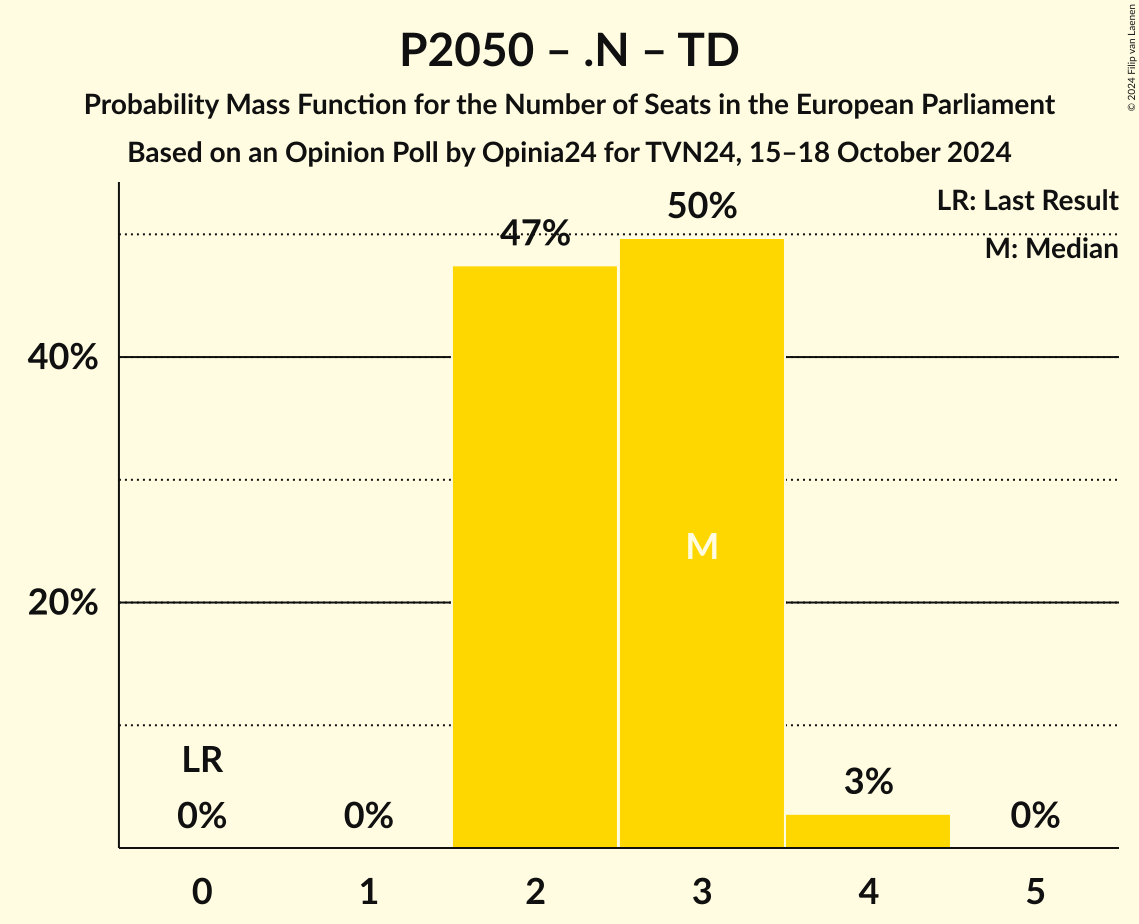 P2050 – .N – TD
Probability Mass Function for the Number of Seats in the European Parliament
Based on an Opinion Poll by Opinia24 for TVN24, 15–18 October 2024
© 2024 Filip van Laenen
LR: Last Result
M: Median
50%
47%
40%
M
20%
LR
3%
0%
0%
0%
0 1 2 3 4 5